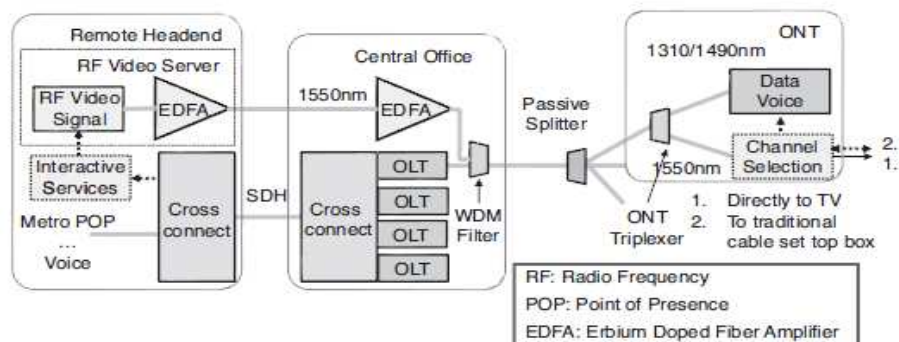 Remote Headend
RF Video Server
RF Video
Signal
EDFA
Interactive
Services
Metro POP
...
Voice
Cross
connect
SDH
1550nm
Central Office
EDFA
Cross
connect
OLT
OLT
OLT
OLT
WDM
Filter
Passive
Splitter
ONT
1310/1490nm
Data
Voice
Channel
Selection
1550nm
2.
1.
ONT
Triplexer
1. Directly to TV
2. To traditional
cable set top box
RF: Radio Frequency
POP: Point of Presence
EDFA: Erbium Doped Fiber Amplifier